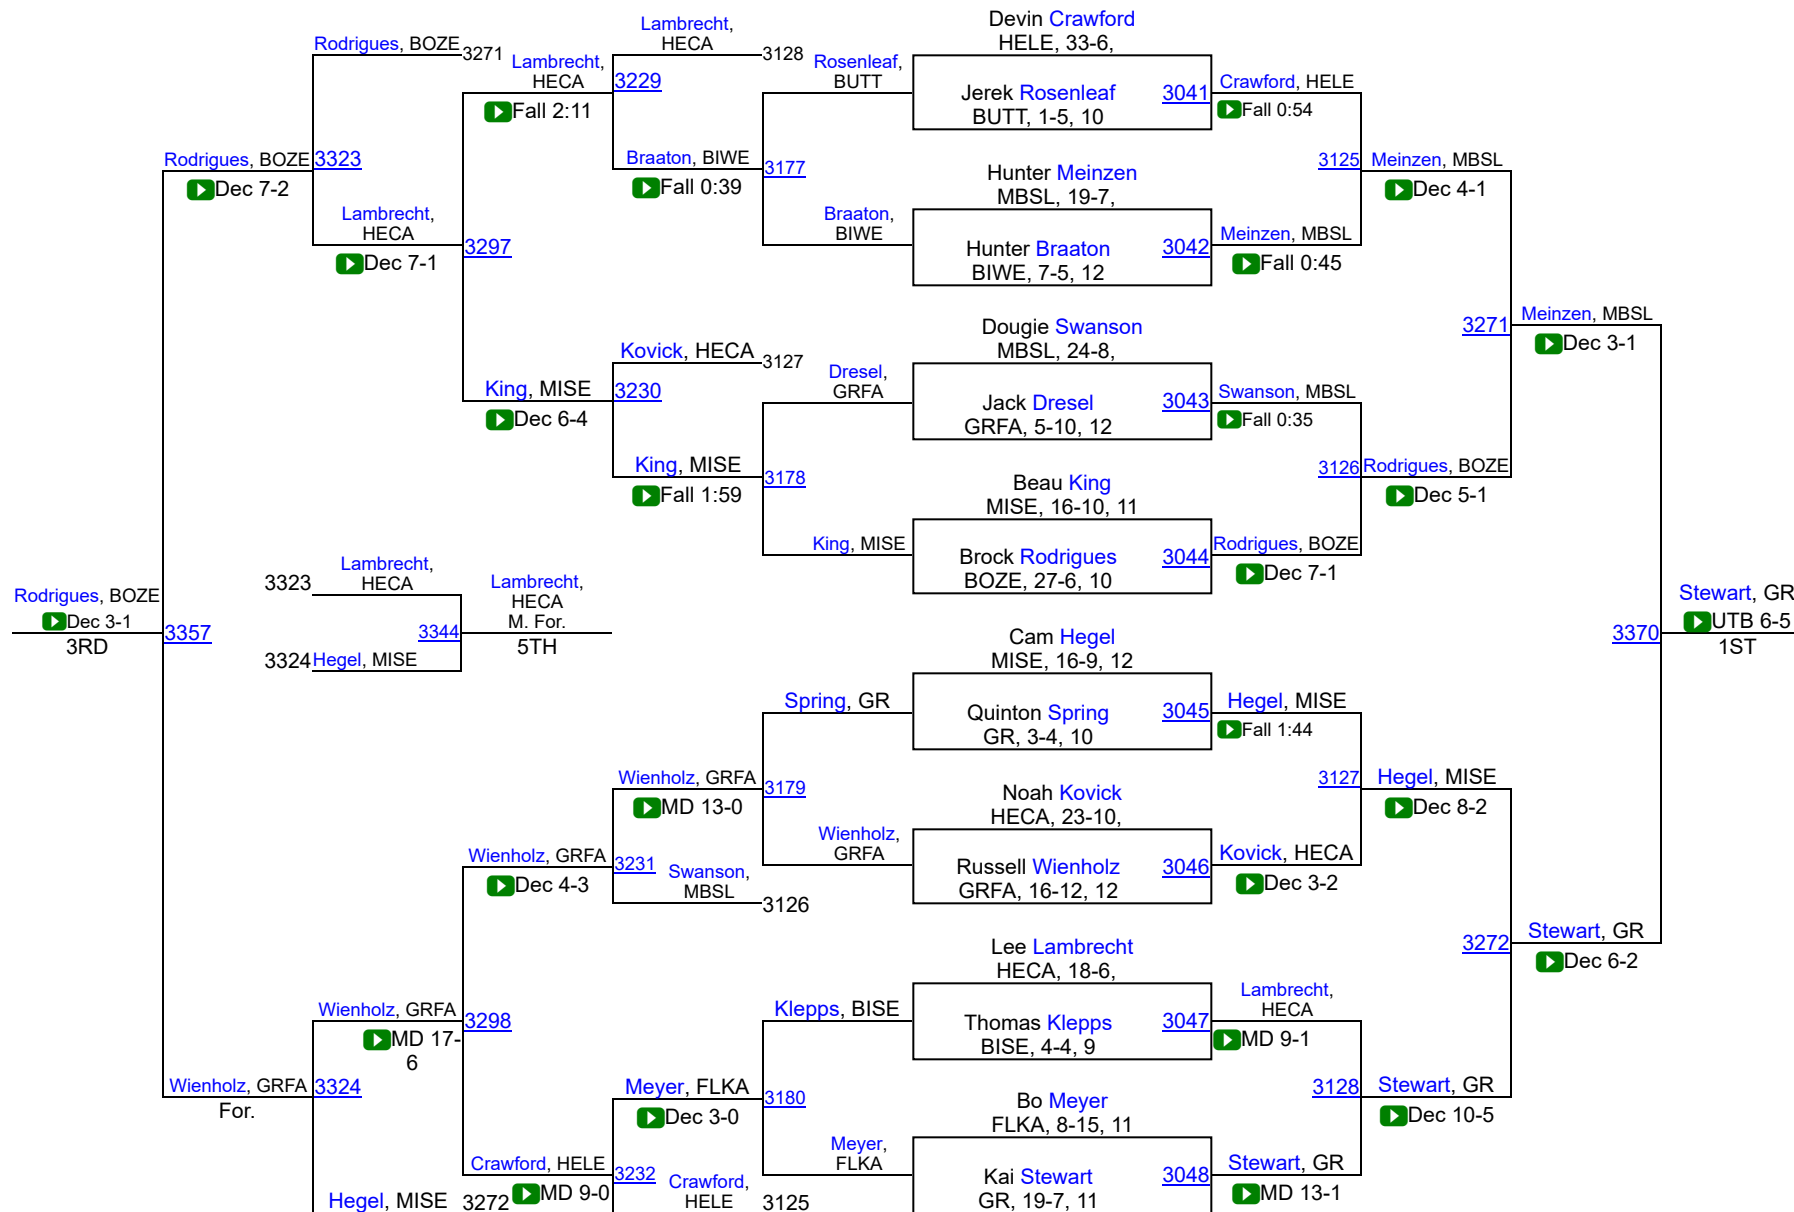 Devin Crawford
HELE, 33-6,
Lambrecht,
HECA
3128
Rodrigues, BOZE
3271
Lambrecht,
HECA
3229
Fall 2:11
Rosenleaf,
BUTT
Jerek Rosenleaf
BUTT, 1-5, 10
3041
Crawford, HELE
Fall 0:54
Rodrigues, BOZE
3323
Dec 7-2
Braaton, BIWE
3177
Fall 0:39
Hunter Meinzen
MBSL, 19-7,
3125
Meinzen, MBSL
Dec 4-1
Lambrecht,
HECA
3297
Dec 7-1
Braaton,
BIWE
Hunter Braaton
BIWE, 7-5, 12
3042
Meinzen, MBSL
Fall 0:45
Dougie Swanson
MBSL, 24-8,
3271
Meinzen, MBSL
Dec 3-1
Kovick, HECA
3127
King, MISE
3230
Dec 6-4
Dresel,
GRFA
Jack Dresel
GRFA, 5-10, 12
3043
Swanson, MBSL
Fall 0:35
King, MISE
3178
Fall 1:59
Beau King
MISE, 16-10, 11
3126
Rodrigues, BOZE
Dec 5-1
King, MISE
Brock Rodrigues
BOZE, 27-6, 10
3044
Rodrigues, BOZE
Dec 7-1
3323
Lambrecht,
HECA
Lambrecht,
HECA
M. For.
3344
5TH
3324
Hegel, MISE
Rodrigues, BOZE
Dec 3-1
3357
3RD
Cam Hegel
MISE, 16-9, 12
3370
Stewart, GR
UTB 6-5
1ST
Spring, GR
Quinton Spring
GR, 3-4, 10
3045
Hegel, MISE
Fall 1:44
Wienholz, GRFA
3179
MD 13-0
Noah Kovick
HECA, 23-10,
3127
Hegel, MISE
Dec 8-2
Wienholz, GRFA
3231
Dec 4-3
Swanson,
MBSL
3126
Wienholz,
GRFA
Russell Wienholz
GRFA, 16-12, 12
3046
Kovick, HECA
Dec 3-2
Lee Lambrecht
HECA, 18-6,
3272
Stewart, GR
Dec 6-2
Wienholz, GRFA
3298
MD 17-
6
Klepps, BISE
Thomas Klepps
BISE, 4-4, 9
3047
Lambrecht,
HECA
MD 9-1
Wienholz, GRFA
3324
For.
Meyer, FLKA
3180
Dec 3-0
Bo Meyer
FLKA, 8-15, 11
3128
Stewart, GR
Dec 10-5
Crawford, HELE
3232
MD 9-0
Crawford,
HELE
3125
Meyer,
FLKA
Kai Stewart
GR, 19-7, 11
3048
Stewart, GR
MD 13-1
Hegel, MISE
3272